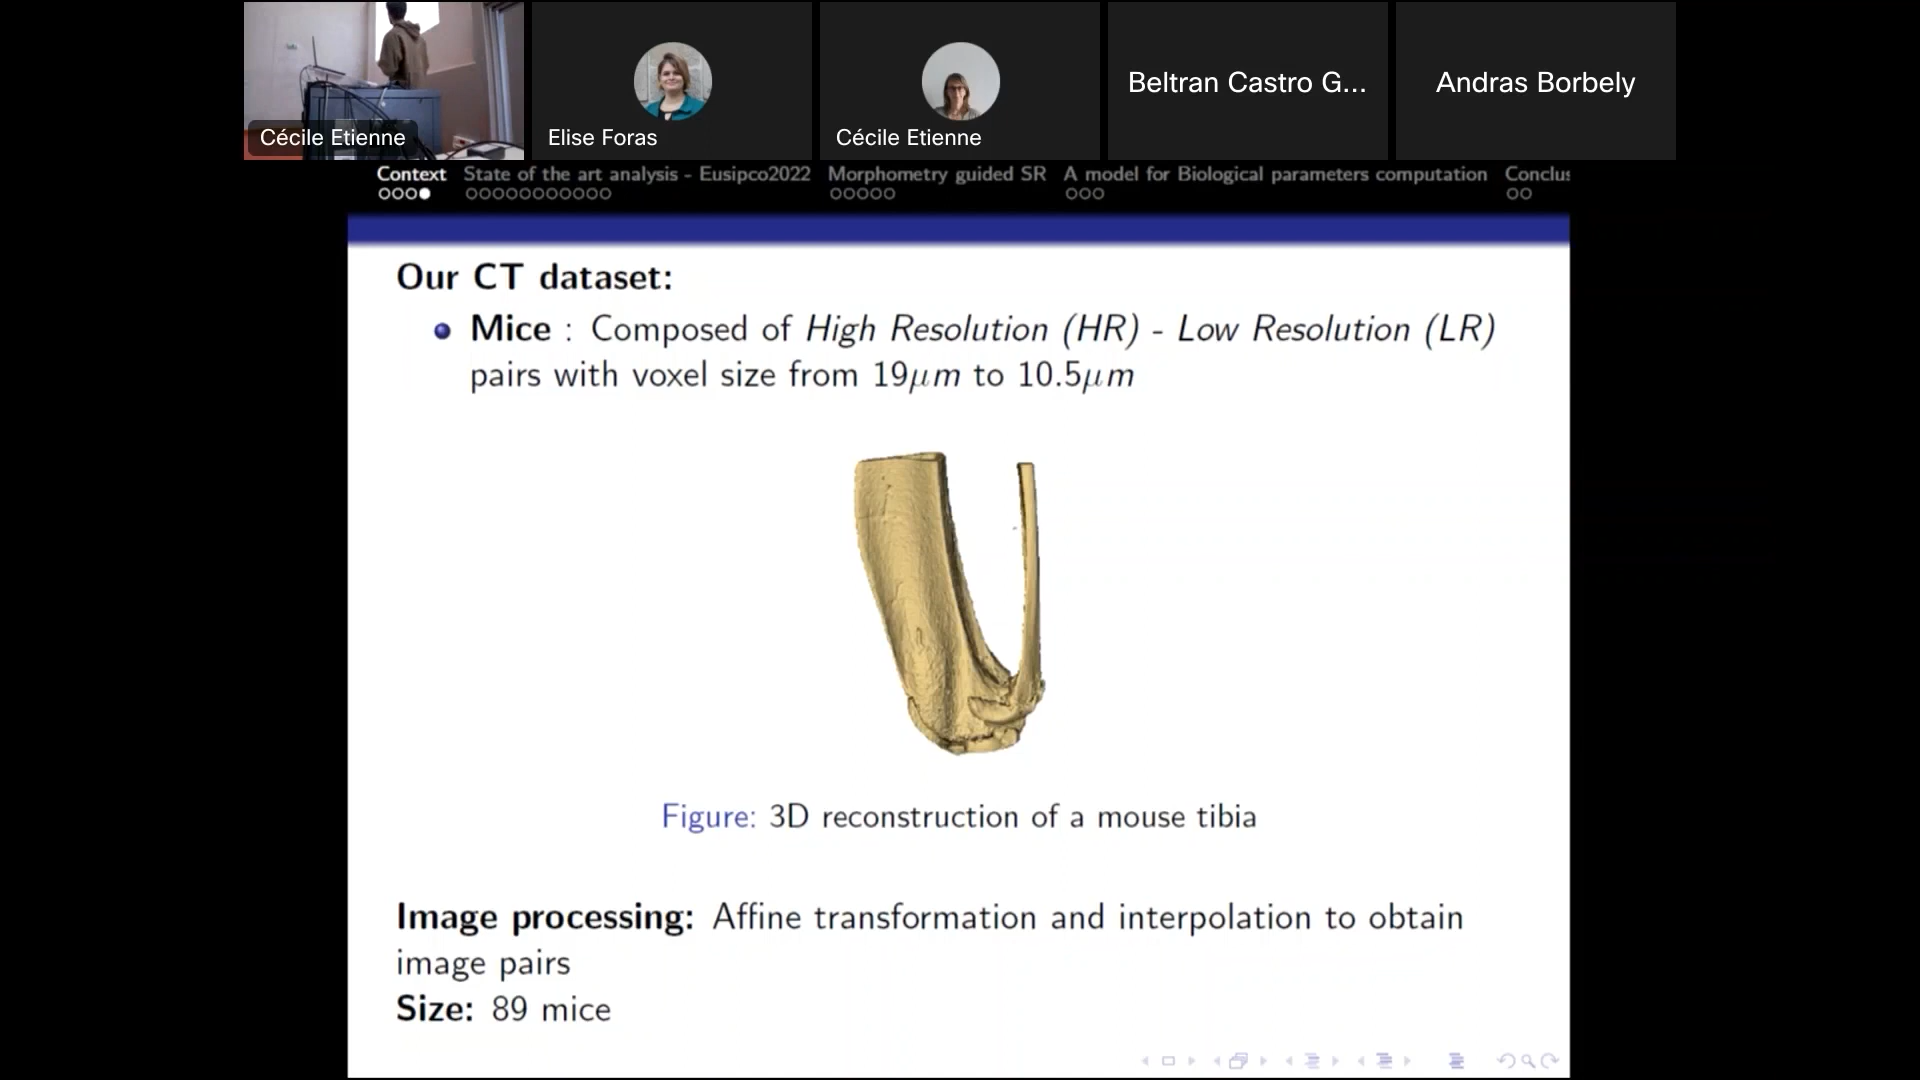 Cécile Etienne
Elise Foras
Cécile Etienne
Beltran Castro G...
Andras Borbely
Context State of the art analysis - Eusipco2022 Morphometry guided SR A model for Biological parameters computation Conclus
Our CT dataset:
Mice : Composed of High Resolution (HR) - Low Resolution (LR)
pairs with voxel size from 19μm to 10.5μm
Figure: 3D reconstruction of a mouse tibia
Image processing: Affine transformation and interpolation to obtain
image pairs
Size: 89 mice